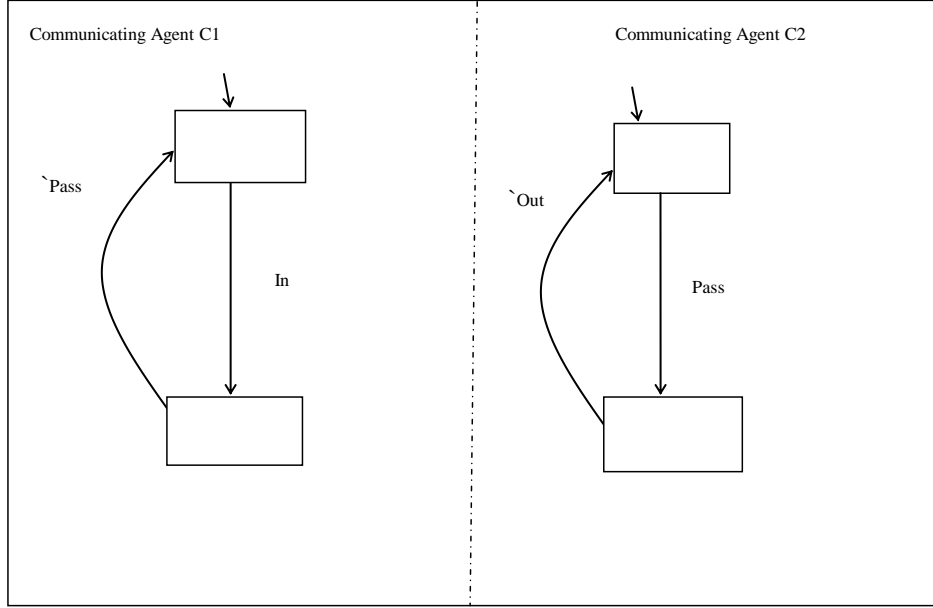 Communicating Agent C1
Communicating Agent C2
`Pass
In
`Out
Pass